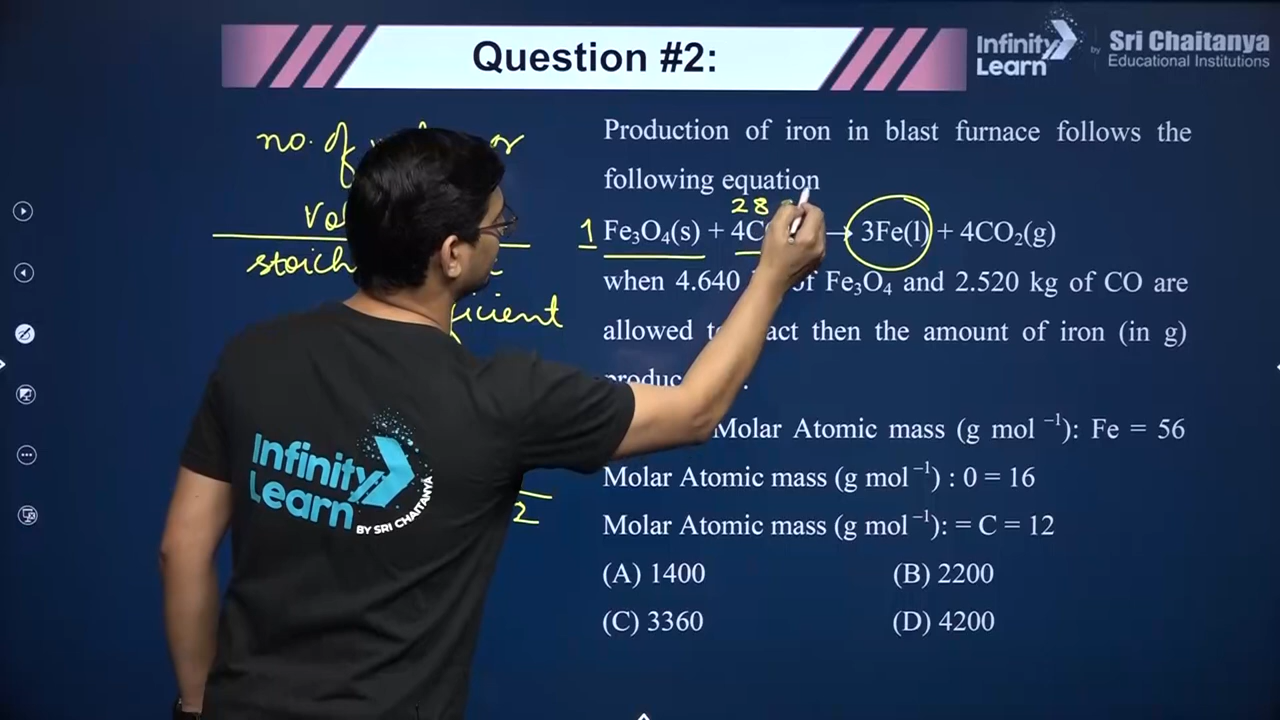 Question #2:
Infinity Learn by Sri Chaitanya Educational Institutions
no. of
stoich
icient
2
Production of iron in blast furnace follows the
following equation
28
1 Fe₃O₄(s) + 4C → 3Fe(l) + 4CO₂(g)
when 4.640 of Fe₃O₄ and 2.520 kg of CO are
allowed then the amount of iron (in g)
Molar Atomic mass (g mol ⁻¹): Fe = 56
Molar Atomic mass (g mol ⁻¹) : 0 = 16
Molar Atomic mass (g mol ⁻¹): = C = 12
(A) 1400 (B) 2200
(C) 3360 (D) 4200
Infinity
Learn
BY SRI CHAITANYA